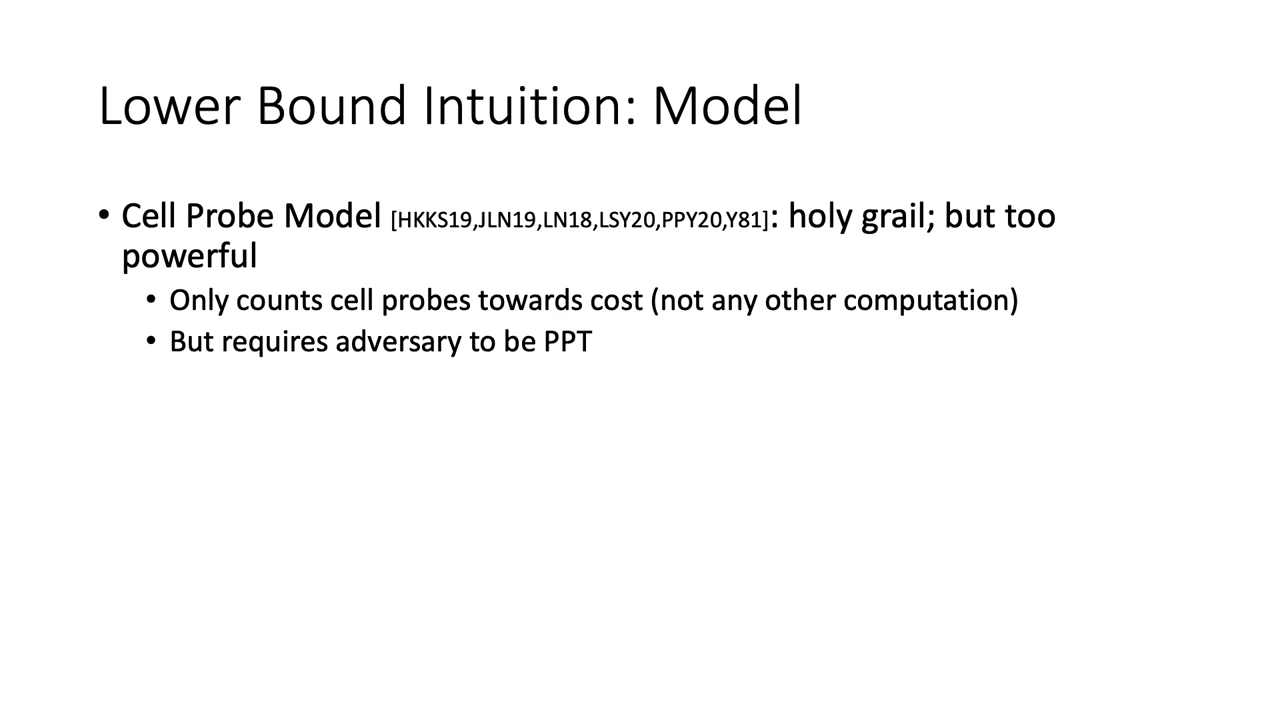 Lower Bound Intuition: Model
• Cell Probe Model [HKKS19,JLN19,LN18,LSY20,PPY20,Y81]: holy grail; but too
powerful
• Only counts cell probes towards cost (not any other computation)
• But requires adversary to be PPT